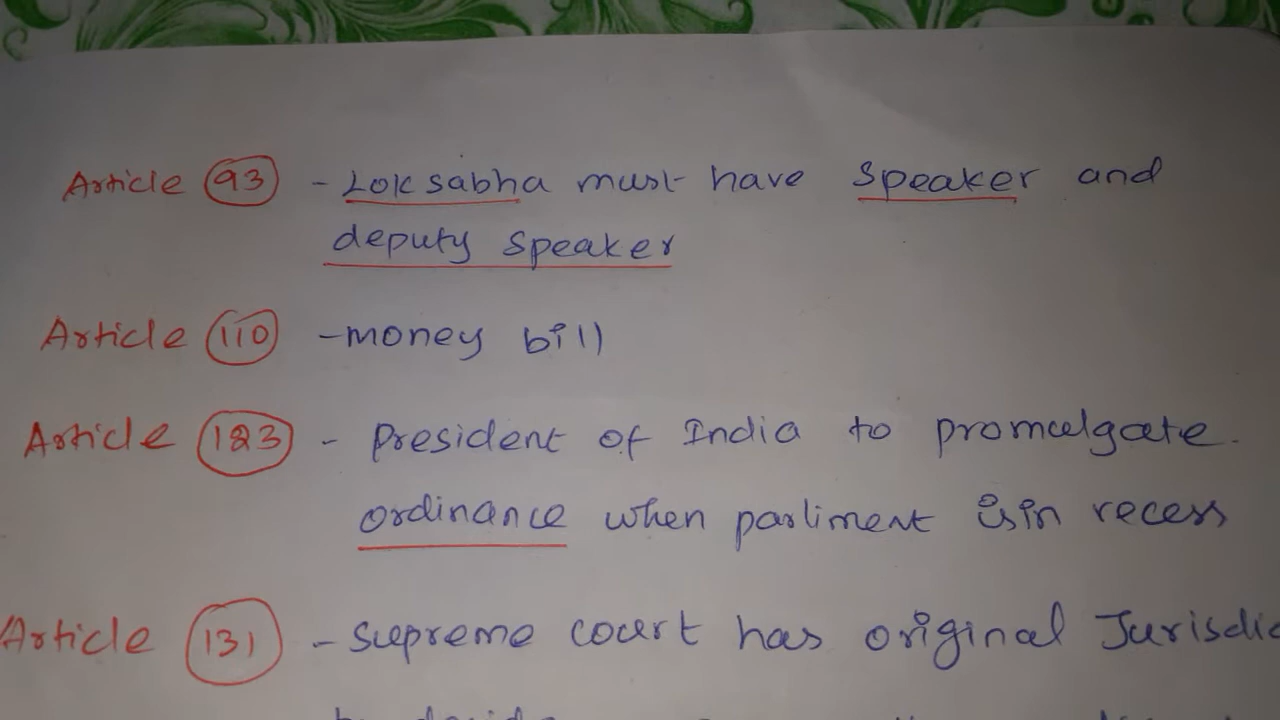 Article 93 - Loksabha must have speaker and
deputy speaker
Article 110 - money bill
Article 123 - president of India to promulgate
ordinance when parliment is in recess
Article 131 - supreme court has original Jurisdic